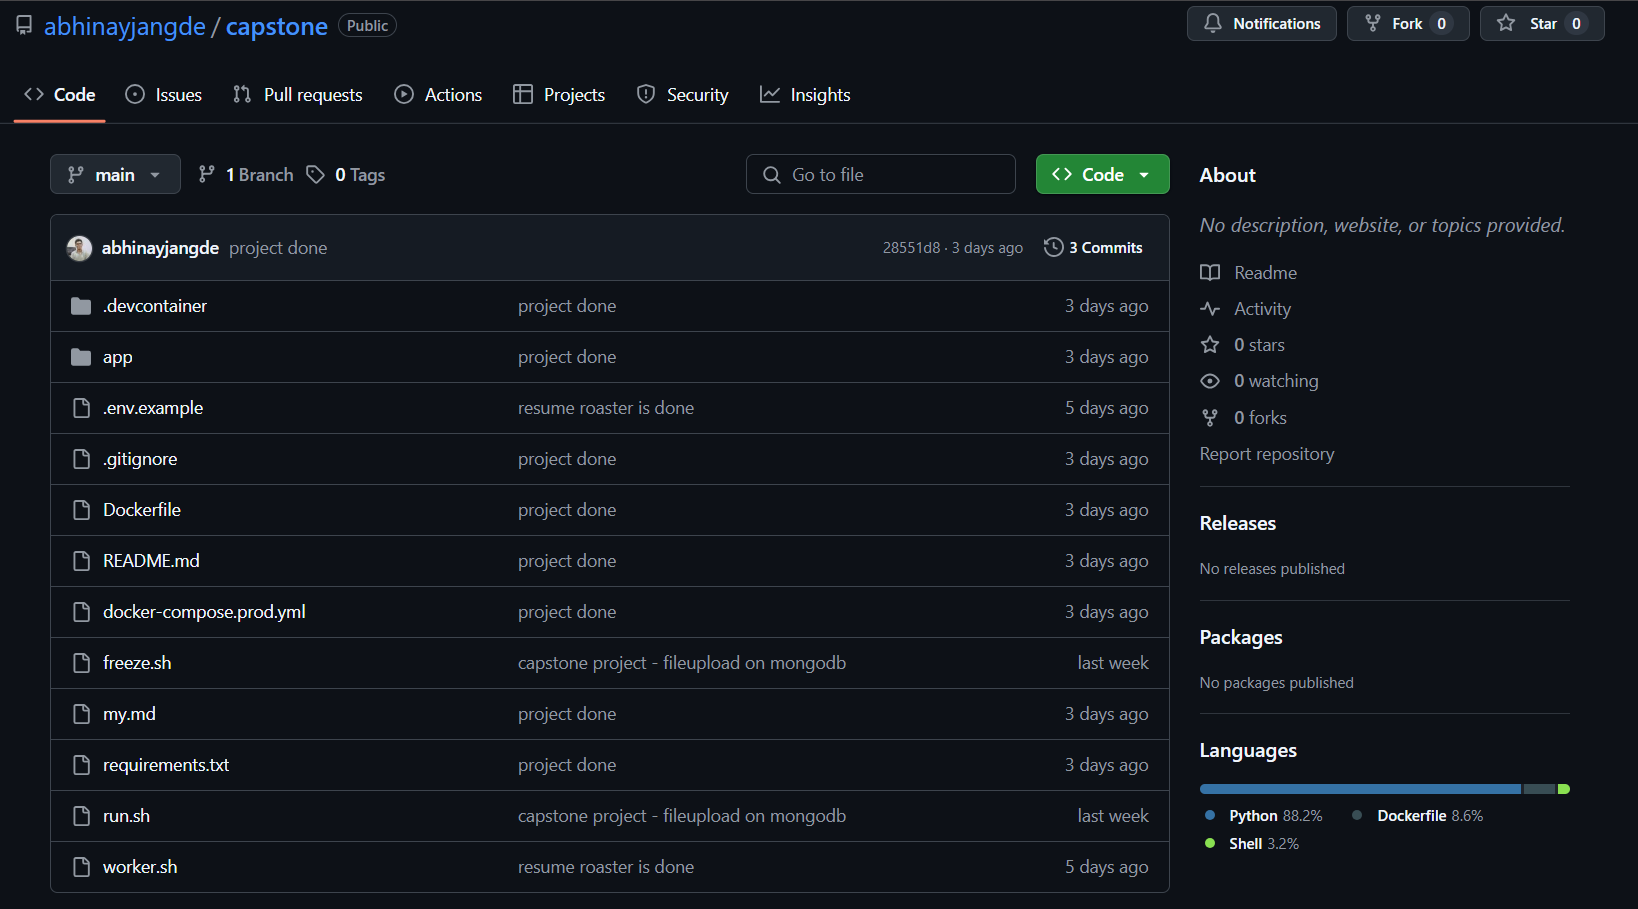 abhinayjangde / capstone Public Notifications Fork 0 Star 0
Code Issues Pull requests Actions Projects Security Insights
main 1 Branch 0 Tags Go to file Code
abhinayjangde project done 28551d8 · 3 days ago 3 Commits
.devcontainer project done 3 days ago
app project done 3 days ago
.env.example resume roaster is done 5 days ago
.gitignore project done 3 days ago
Dockerfile project done 3 days ago
README.md project done 3 days ago
docker-compose.prod.yml project done 3 days ago
freeze.sh capstone project - fileupload on mongodb last week
my.md project done 3 days ago
requirements.txt project done 3 days ago
run.sh capstone project - fileupload on mongodb last week
worker.sh resume roaster is done 5 days ago
About
No description, website, or topics provided.
Readme
Activity
0 stars
0 watching
0 forks
Report repository
Releases
No releases published
Packages
No packages published
Languages
Python 88.2% Dockerfile 8.6%
Shell 3.2%